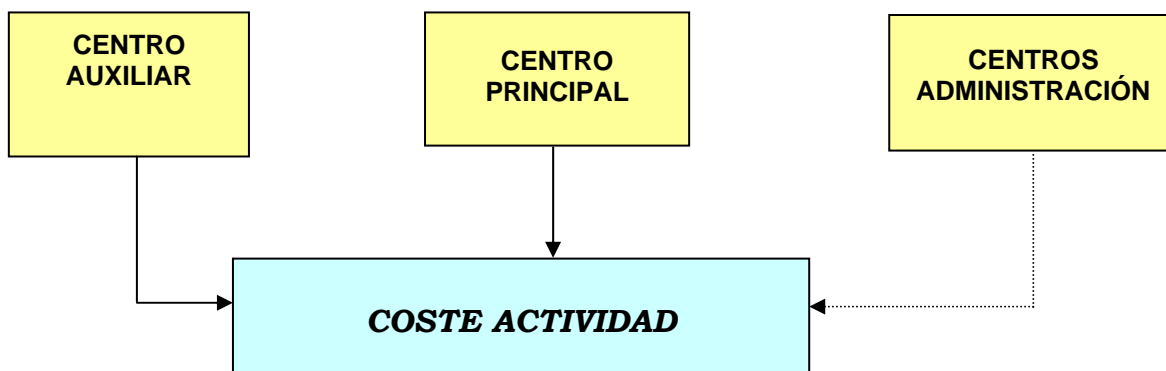 CENTRO
AUXILIAR
CENTRO
PRINCIPAL
CENTROS
ADMINISTRACIÓN
COSTE ACTIVIDAD